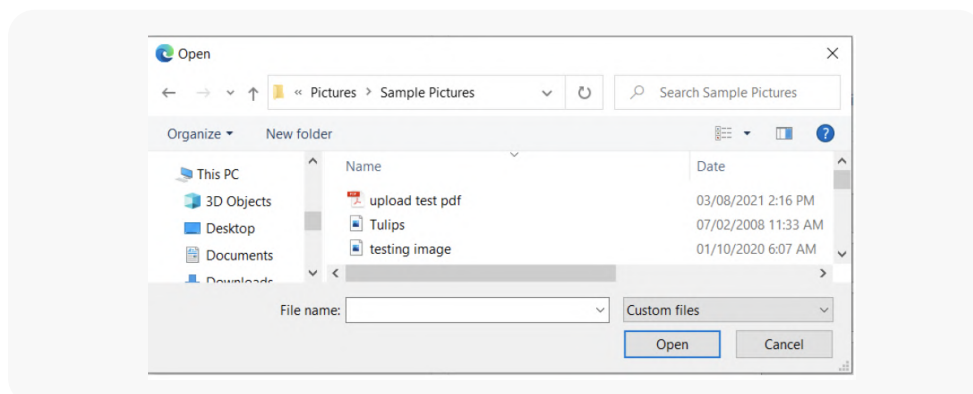 Open
« Pictures > Sample Pictures
Search Sample Pictures
Organize
New folder
Name
Date
This PC
3D Objects
Desktop
Documents
Downloads
upload test pdf
03/08/2021 2:16 PM
Tulips
07/02/2008 11:33 AM
testing image
01/10/2020 6:07 AM
File name:
Custom files
Open
Cancel